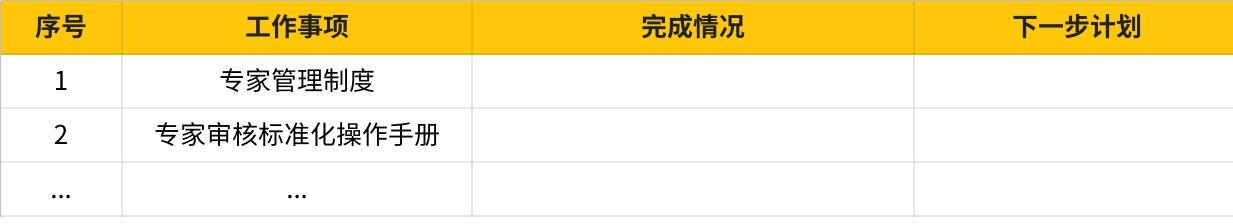 序号 工作事项 完成情况 下一步计划
1 专家管理制度
2 专家审核标准化操作手册
... ...